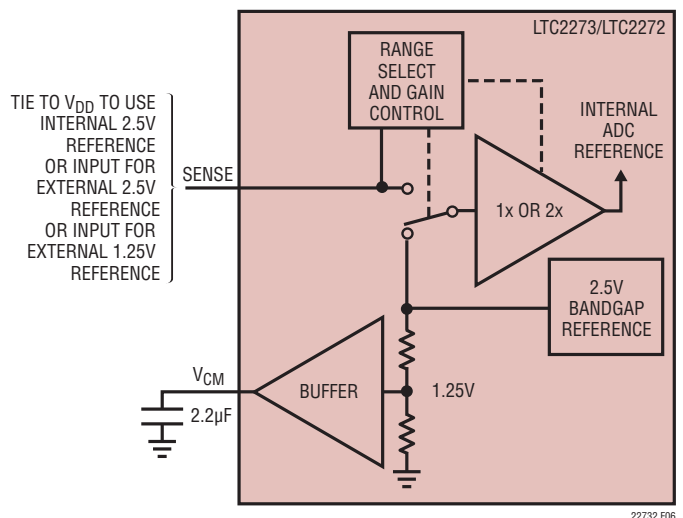 LTC2273/LTC2272
RANGE
SELECT
AND GAIN
CONTROL
TIE TO VDD TO USE
INTERNAL 2.5V
REFERENCE
OR INPUT FOR
EXTERNAL 2.5V
REFERENCE
OR INPUT FOR
EXTERNAL 1.25V
REFERENCE
SENSE
INTERNAL
ADC
REFERENCE
1x OR 2x
2.5V
BANDGAP
REFERENCE
VCM
BUFFER
1.25V
2.2µF
22732 F06